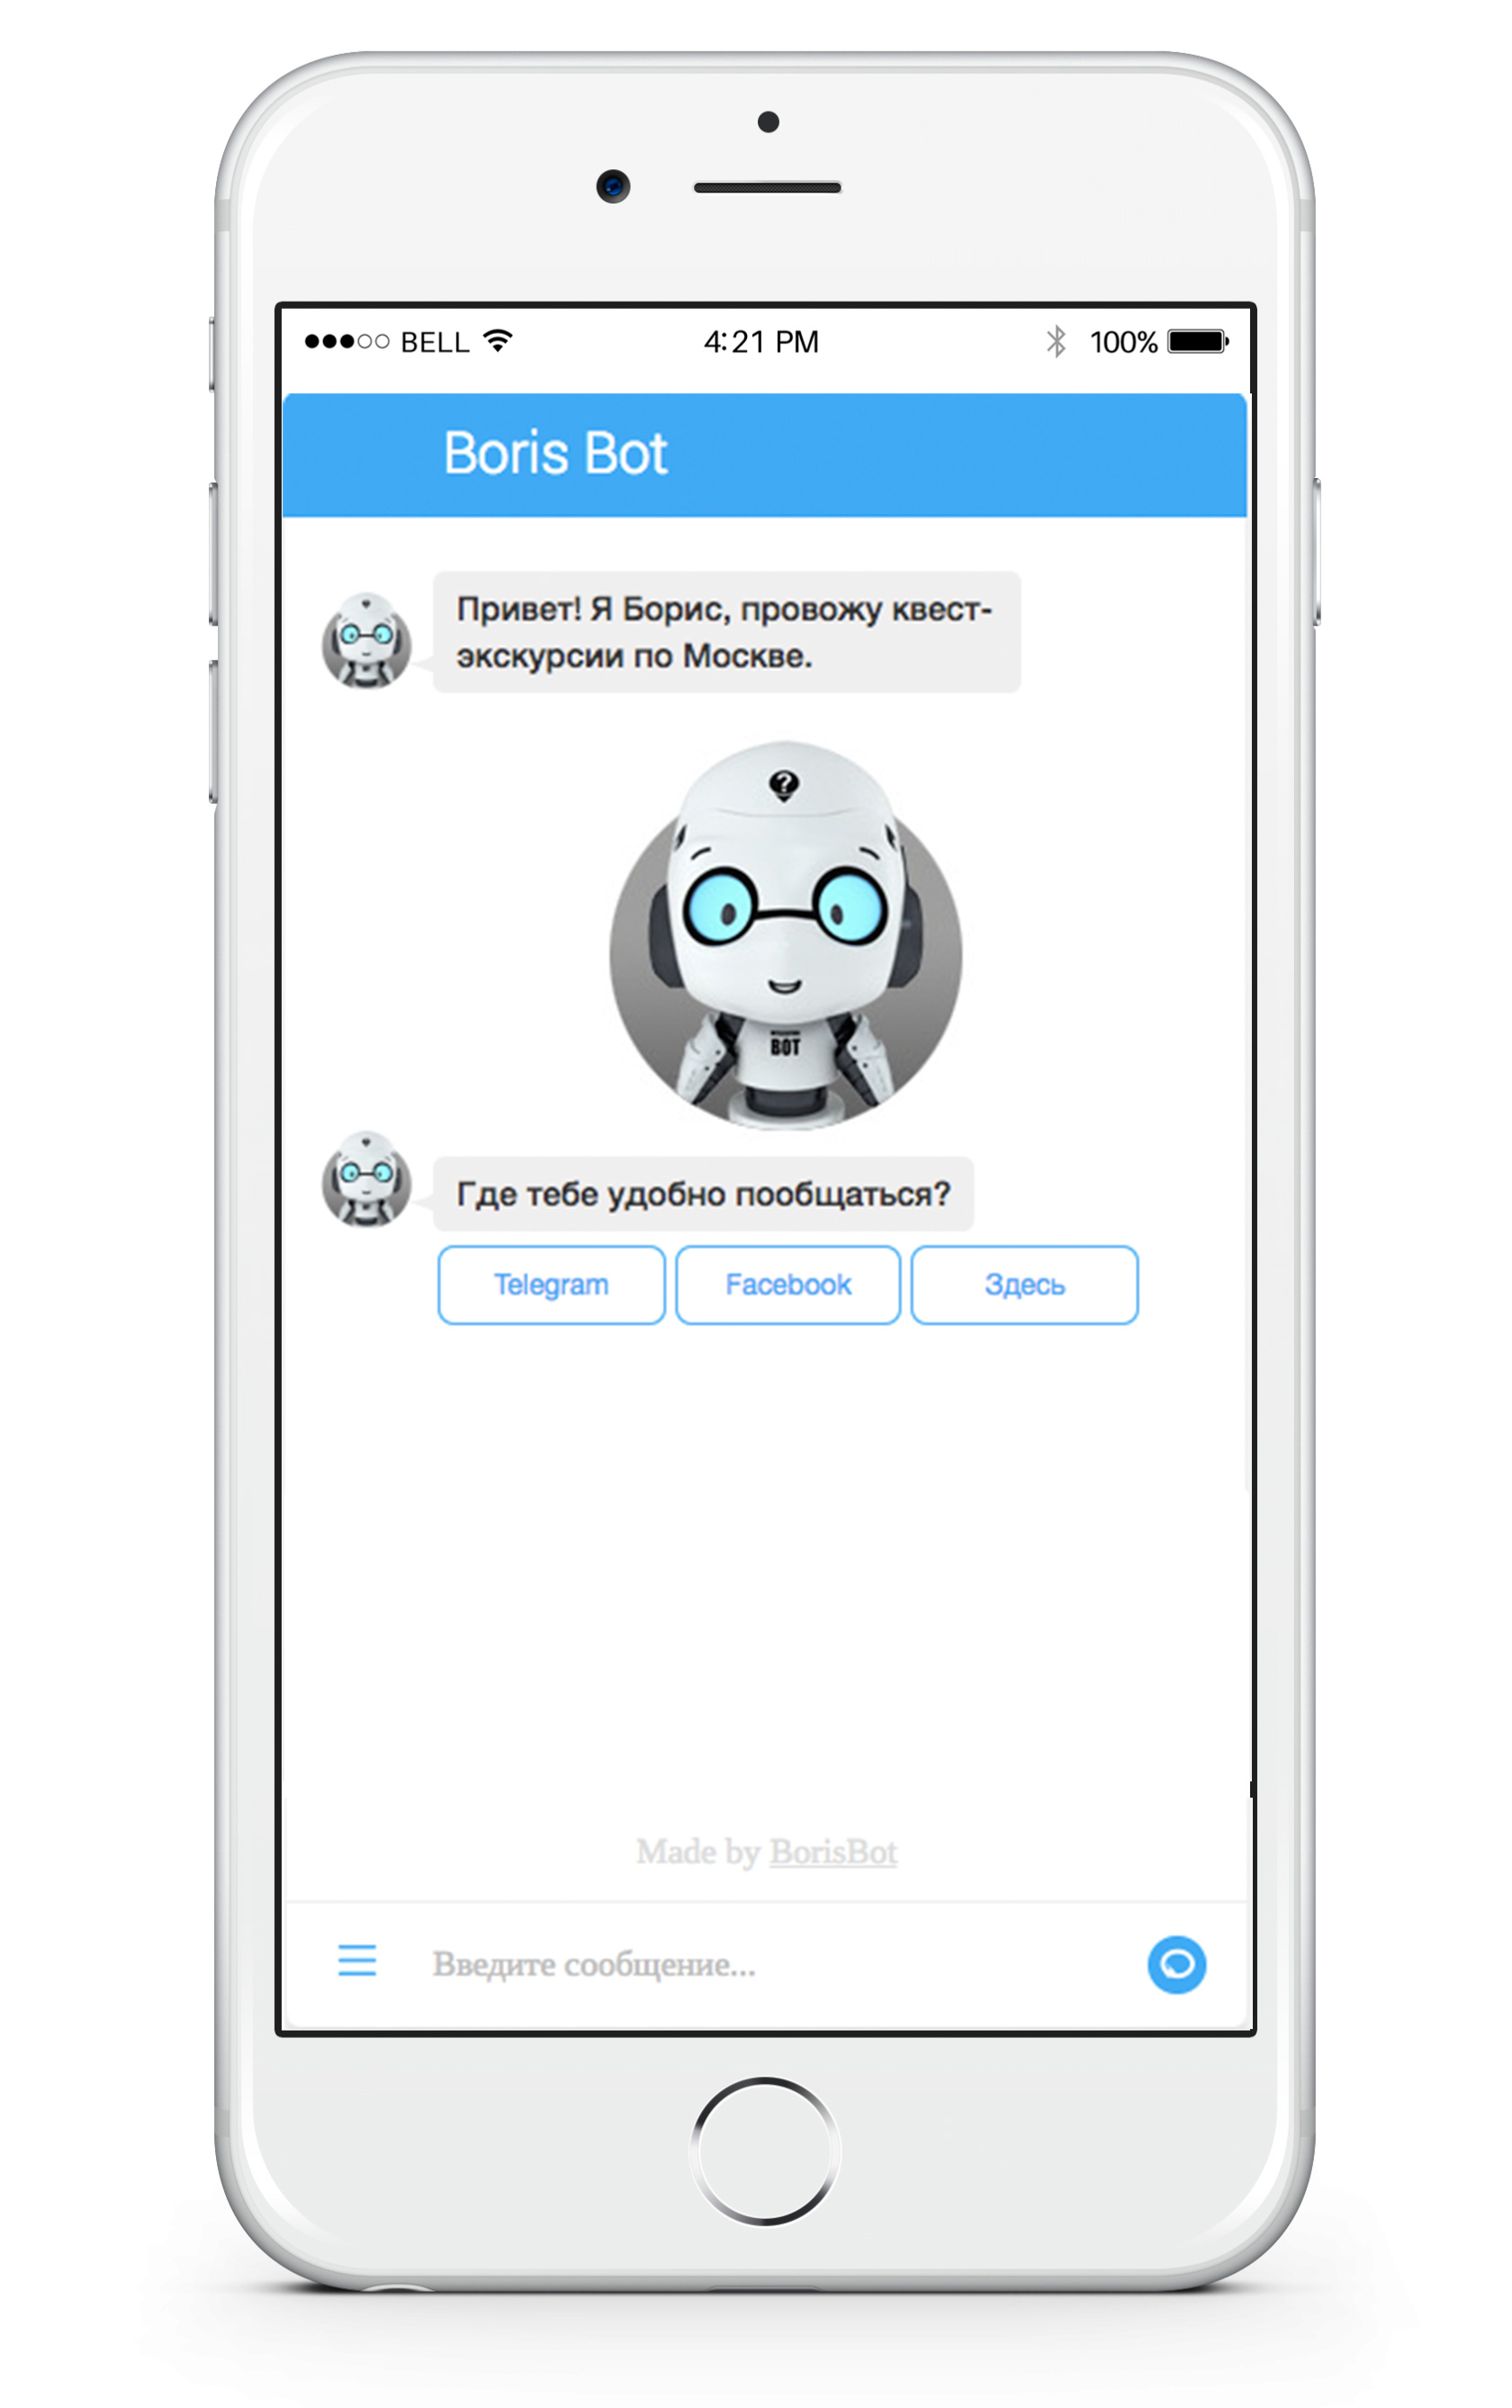 BELL 4:21 PM 100%
Boris Bot
Привет! Я Борис, провожу квест-
экскурсии по Москве.
?
BOT
Где тебе удобно пообщаться?
Telegram Facebook Здесь
Made by BorisBot
Введите сообщение...